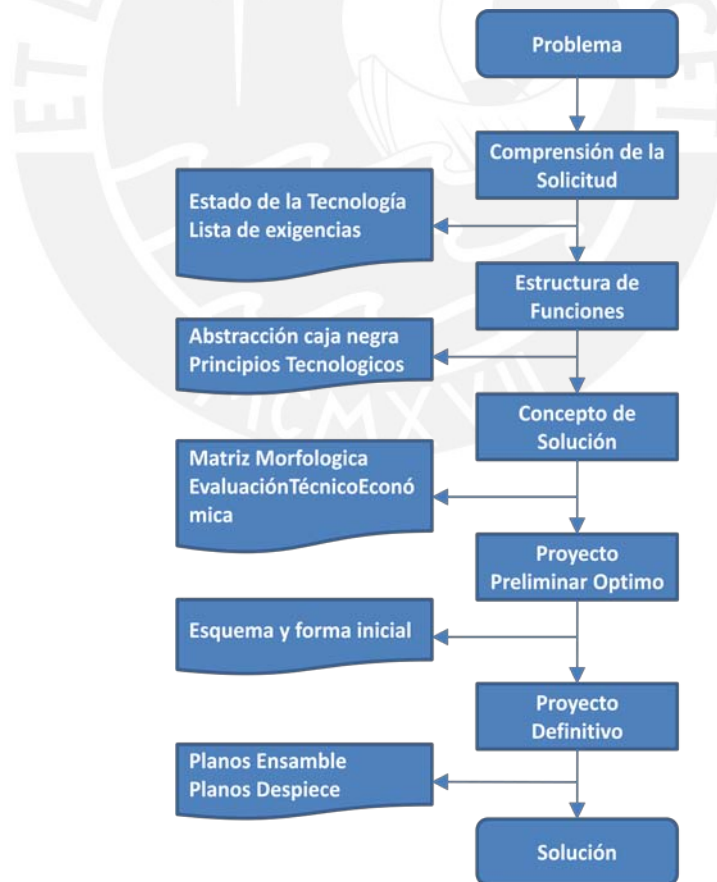 Problema
Comprensión de la
Solicitud
Estado de la Tecnología
Lista de exigencias
Estructura de
Funciones
Abstracción caja negra
Principios Tecnologicos
Concepto de
Solución
Matriz Morfologica
EvaluaciónTécnicoEconó
mica
Proyecto
Preliminar Optimo
Esquema y forma inicial
Proyecto
Definitivo
Planos Ensamble
Planos Despiece
Solución
MCMXVII
ET L